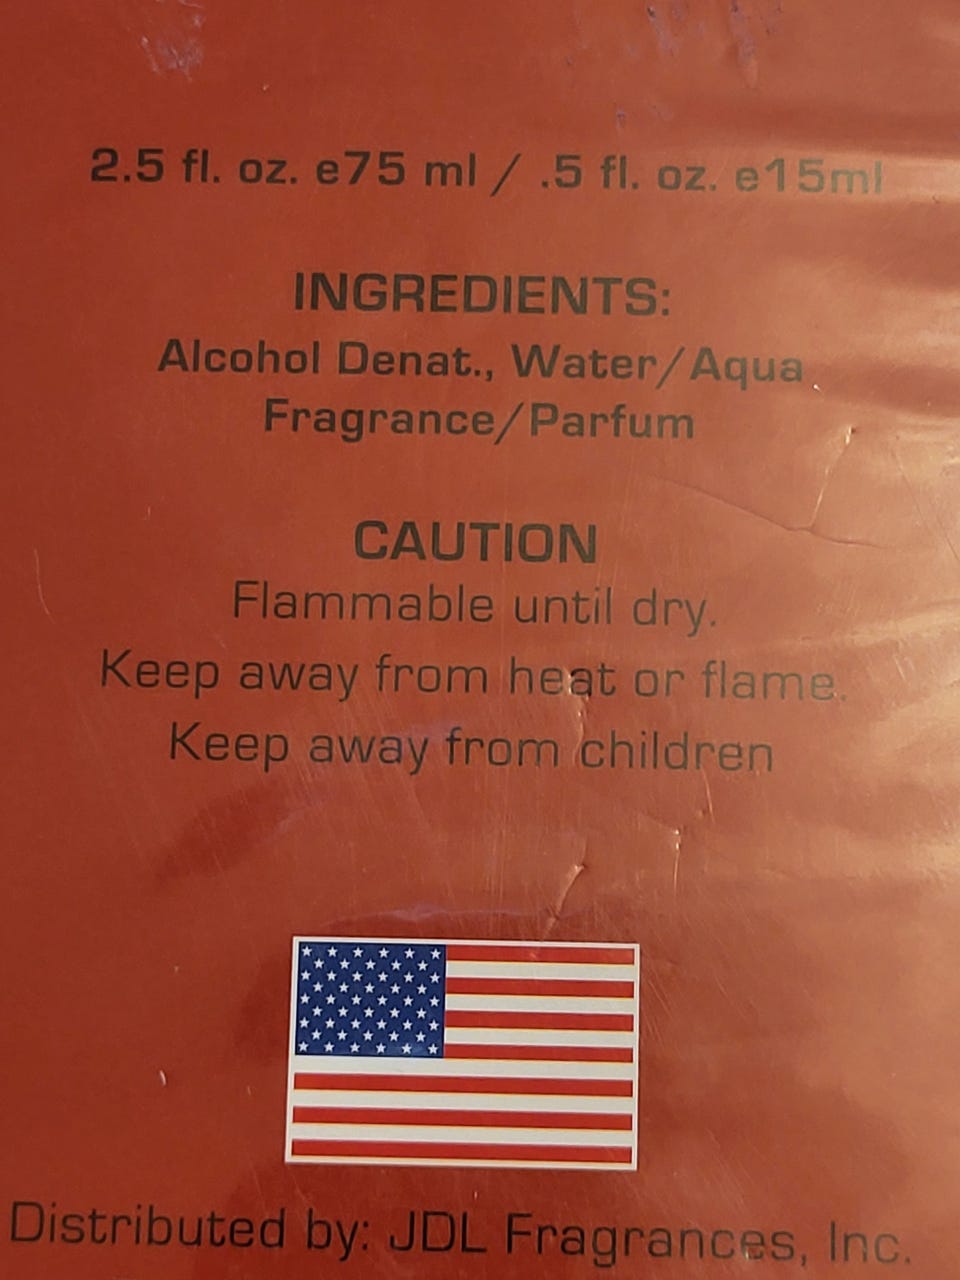 2.5 fl. oz. e75 ml / .5 fl. oz. e15ml
INGREDIENTS:
Alcohol Denat., Water/Aqua
Fragrance/Parfum
CAUTION
Flammable until dry.
Keep away from heat or flame.
Keep away from children
Distributed by: JDL Fragrances, Inc.